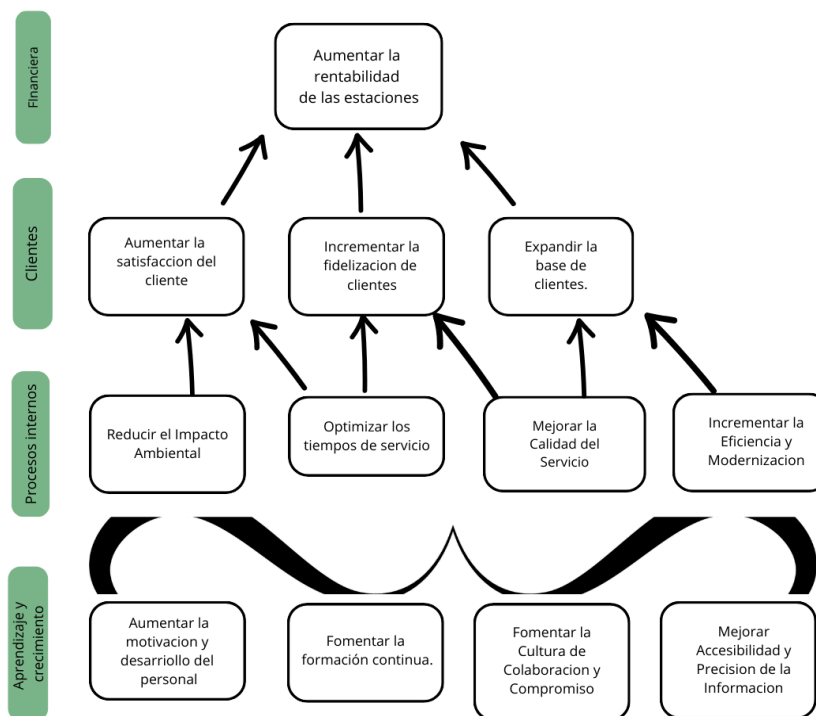 FInanciera
Aumentar la
rentabilidad
de las estaciones
Clientes
Aumentar la
satisfaccion del
cliente
Incrementar la
fidelizacion de
clientes
Expandir la
base de
clientes.
Procesos internos
Reducir el Impacto
Ambiental
Optimizar los
tiempos de servicio
Mejorar la
Calidad del
Servicio
Incrementar la
Eficiencia y
Modernizacion
Aprendizaje y
crecimiento
Aumentar la
motivacion y
desarriollo del
personal
Fomentar la
formación continua.
Fomentar la
Cultura de
Colaboracion y
Compromiso
Mejorar
Accesibilidad y
Precision de la
Informacion